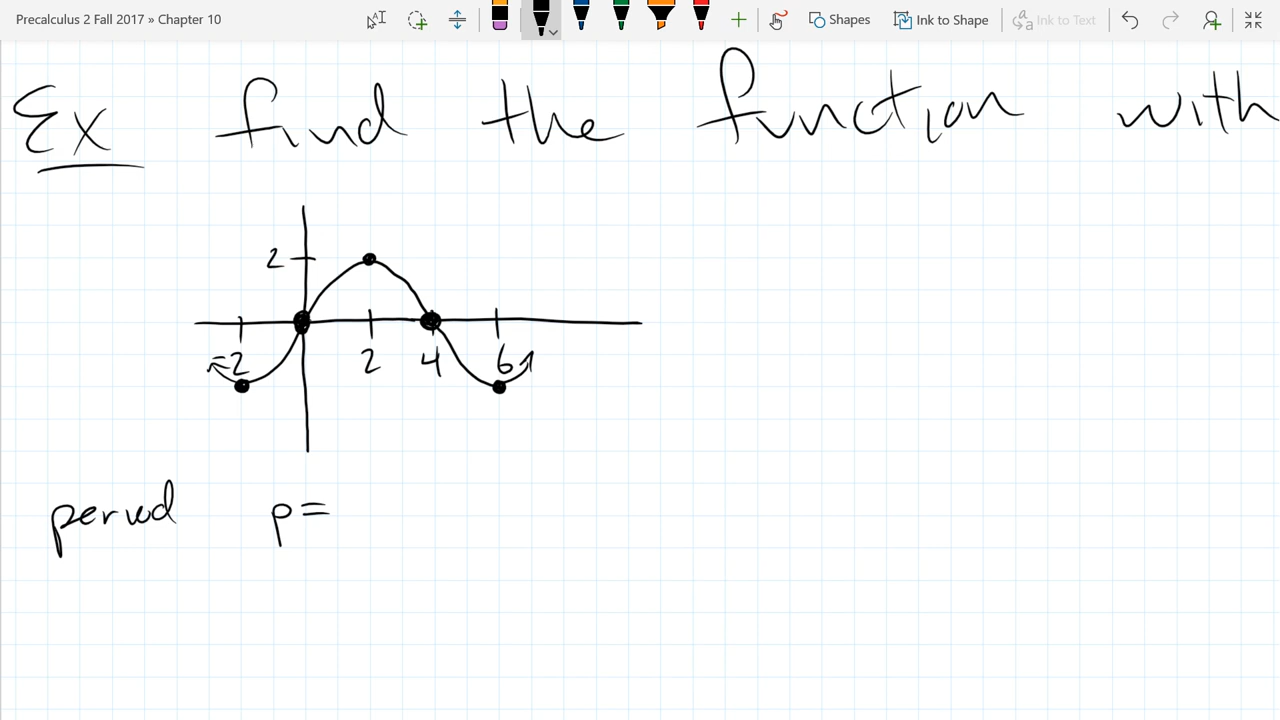 Precalculus 2 Fall 2017 » Chapter 10
Shapes
Ink to Shape
Ink to Text
Ex find the function with
2
-2 2 4 6
period p=